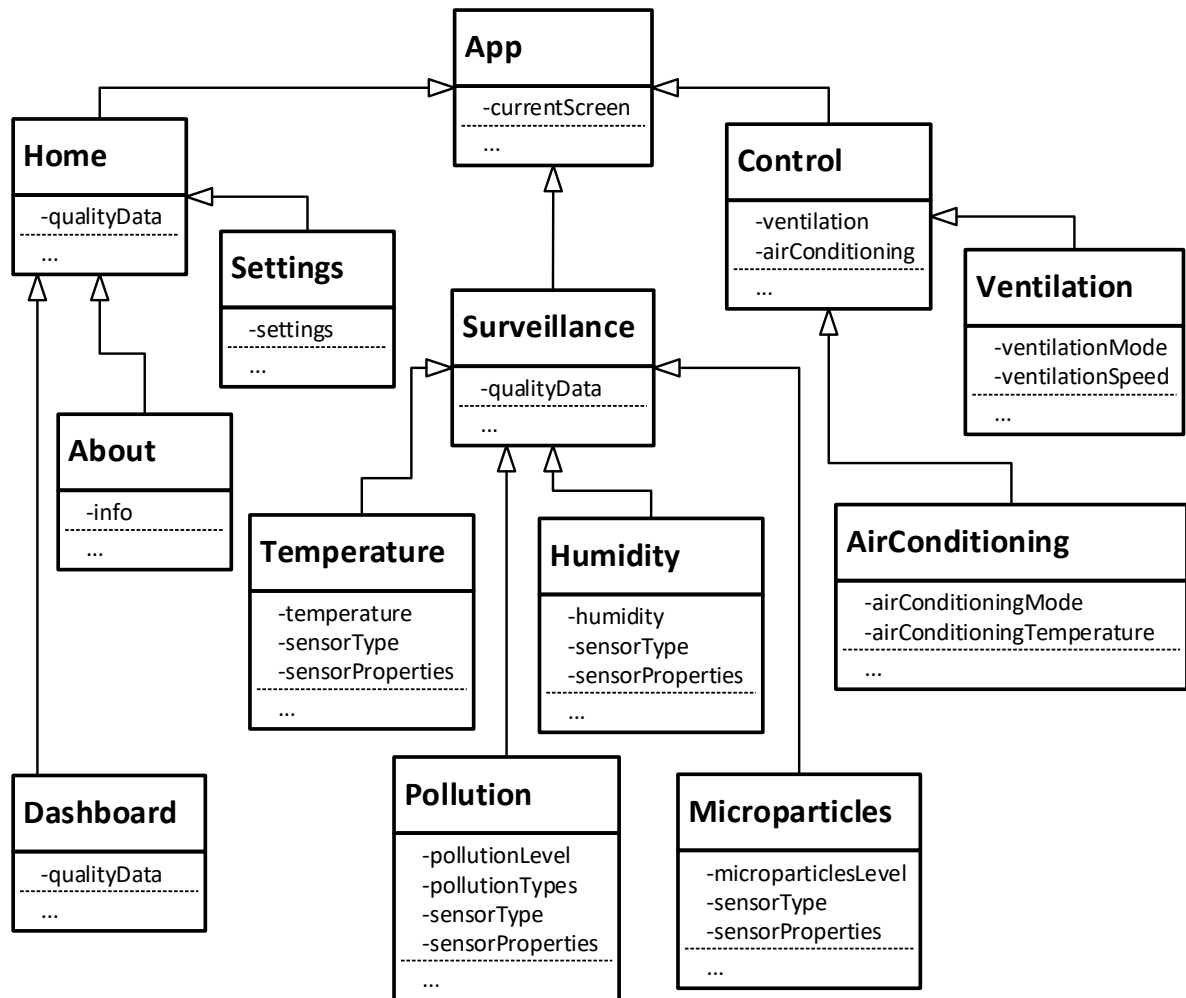 App
-currentScreen
...
Home
-qualityData
...
Control
-ventilation
-airConditioning
...
Settings
-settings
...
Surveillance
-qualityData
...
Ventilation
-ventilationMode
-ventilationSpeed
...
About
-info
...
Temperature
-temperature
-sensorType
-sensorProperties
...
Humidity
-humidity
-sensorType
-sensorProperties
...
AirConditioning
-airConditioningMode
-airConditioningTemperature
...
Dashboard
-qualityData
...
Pollution
-pollutionLevel
-pollutionTypes
-sensorType
-sensorProperties
...
Microparticles
-microparticlesLevel
-sensorType
-sensorProperties
...